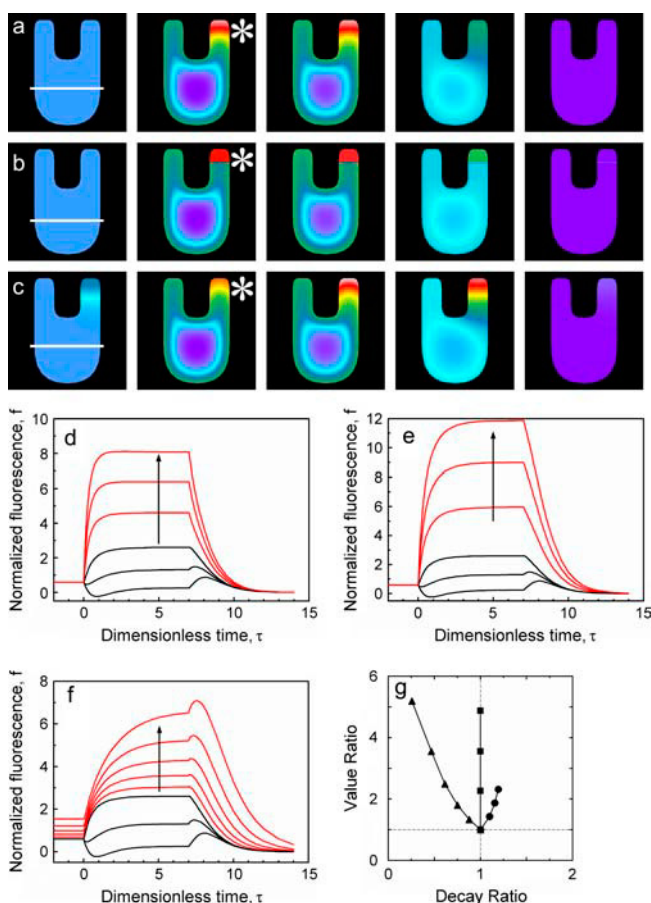 a
*
b
*
c
*
d
Normalized fluorescence, f
10
8
6
4
2
0
0 5 10 15
Dimensionless time, τ
e
Normalized fluorescence, f
12
10
8
6
4
2
0
0 5 10 15
Dimensionless time, τ
f
Normalized fluorescence, f
8
6
4
2
0
0 5 10 15
Dimensionless time, τ
g
Value Ratio
6
4
2
0
0 1 2
Decay Ratio